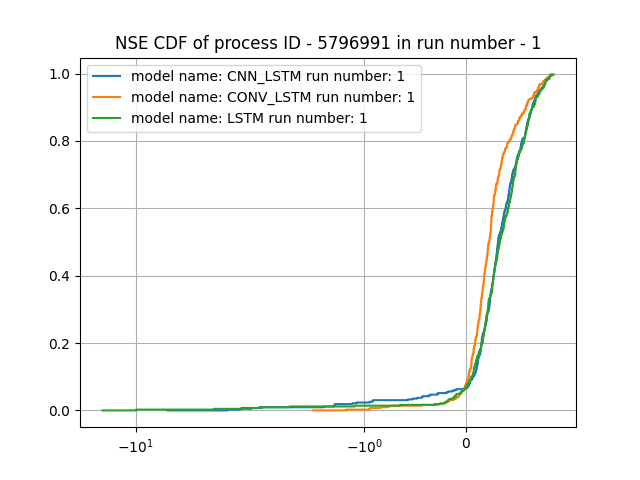 NSE CDF of process ID - 5796991 in run number - 1
model name: CNN_LSTM run number: 1
model name: CONV_LSTM run number: 1
model name: LSTM run number: 1
1.0
0.8
0.6
0.4
0.2
0.0
−10¹
−10⁰
0